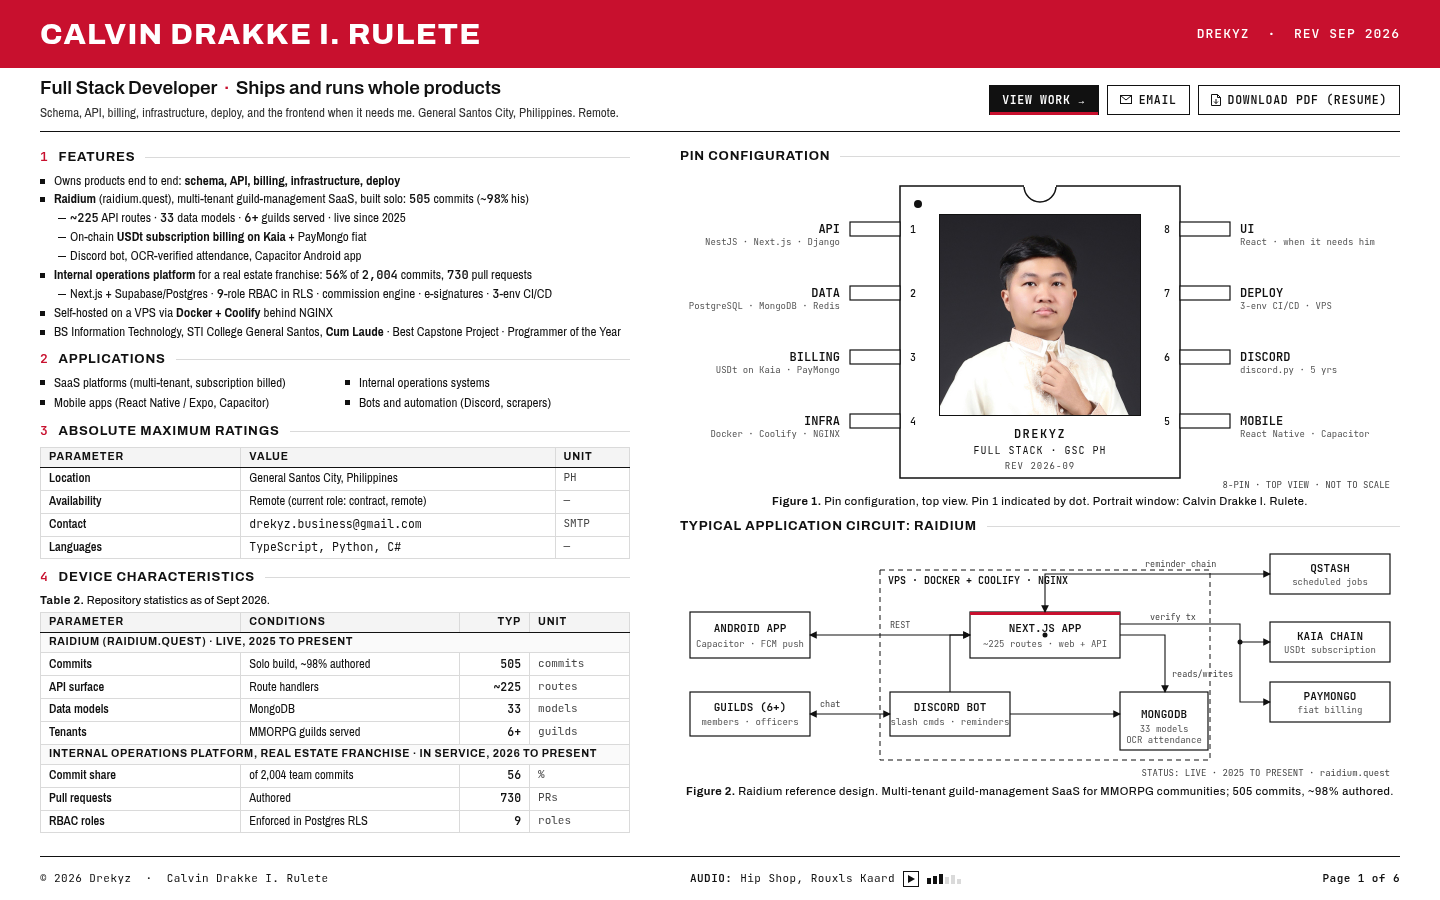 CALVIN DRAKKE I. RULETE
DREKYZ · REV SEP 2026
Full Stack Developer · Ships and runs whole products
Schema, API, billing, infrastructure, deploy, and the frontend when it needs me. General Santos City, Philippines. Remote.
VIEW WORK →
EMAIL
DOWNLOAD PDF (RESUME)
1 FEATURES
Owns products end to end: schema, API, billing, infrastructure, deploy
Raidium (raidium.quest), multi-tenant guild-management SaaS, built solo: 505 commits (~98% his)
— ~225 API routes · 33 data models · 6+ guilds served · live since 2025
— On-chain USDt subscription billing on Kaia + PayMongo fiat
— Discord bot, OCR-verified attendance, Capacitor Android app
Internal operations platform for a real estate franchise: 56% of 2,004 commits, 730 pull requests
— Next.js + Supabase/Postgres · 9-role RBAC in RLS · commission engine · e-signatures · 3-env CI/CD
Self-hosted on a VPS via Docker + Coolify behind NGINX
BS Information Technology, STI College General Santos, Cum Laude · Best Capstone Project · Programmer of the Year
2 APPLICATIONS
SaaS platforms (multi-tenant, subscription billed)
Internal operations systems
Mobile apps (React Native / Expo, Capacitor)
Bots and automation (Discord, scrapers)
3 ABSOLUTE MAXIMUM RATINGS
PARAMETER VALUE UNIT
Location General Santos City, Philippines PH
Availability Remote (current role: contract, remote) —
Contact drekyz.business@gmail.com SMTP
Languages TypeScript, Python, C# —
4 DEVICE CHARACTERISTICS
Table 2. Repository statistics as of Sept 2026.
PARAMETER CONDITIONS TYP UNIT
RAIDIUM (RAIDIUM.QUEST) · LIVE, 2025 TO PRESENT
Commits Solo build, ~98% authored 505 commits
API surface Route handlers ~225 routes
Data models MongoDB 33 models
Tenants MMORPG guilds served 6+ guilds
INTERNAL OPERATIONS PLATFORM, REAL ESTATE FRANCHISE · IN SERVICE, 2026 TO PRESENT
Commit share of 2,004 team commits 56 %
Pull requests Authored 730 PRs
RBAC roles Enforced in Postgres RLS 9 roles
PIN CONFIGURATION
API 1 8 UI
NestJS · Next.js · Django React · when it needs him
DATA 2 7 DEPLOY
PostgreSQL · MongoDB · Redis 3-env CI/CD · VPS
BILLING 3 6 DISCORD
USDt on Kaia · PayMongo discord.py · 5 yrs
INFRA 4 5 MOBILE
Docker · Coolify · NGINX React Native · Capacitor
DREKYZ
FULL STACK · GSC PH
REV 2026-09
8-PIN · TOP VIEW · NOT TO SCALE
Figure 1. Pin configuration, top view. Pin 1 indicated by dot. Portrait window: Calvin Drakke I. Rulete.
TYPICAL APPLICATION CIRCUIT: RAIDIUM
reminder chain
QSTASH
scheduled jobs
VPS · DOCKER + COOLIFY · NGINX
ANDROID APP
Capacitor · FCM push
REST
NEXT.JS APP
~225 routes · web + API
verify tx
KAIA CHAIN
USDt subscription
reads/writes
GUILDS (6+)
members · officers
chat
DISCORD BOT
slash cmds · reminders
MONGODB
33 models
OCR attendance
PAYMONGO
fiat billing
STATUS: LIVE · 2025 TO PRESENT · raidium.quest
Figure 2. Raidium reference design. Multi-tenant guild-management SaaS for MMORPG communities; 505 commits, ~98% authored.
© 2026 Drekyz · Calvin Drakke I. Rulete
AUDIO: Hip Shop, Rouxls Kaard
Page 1 of 6